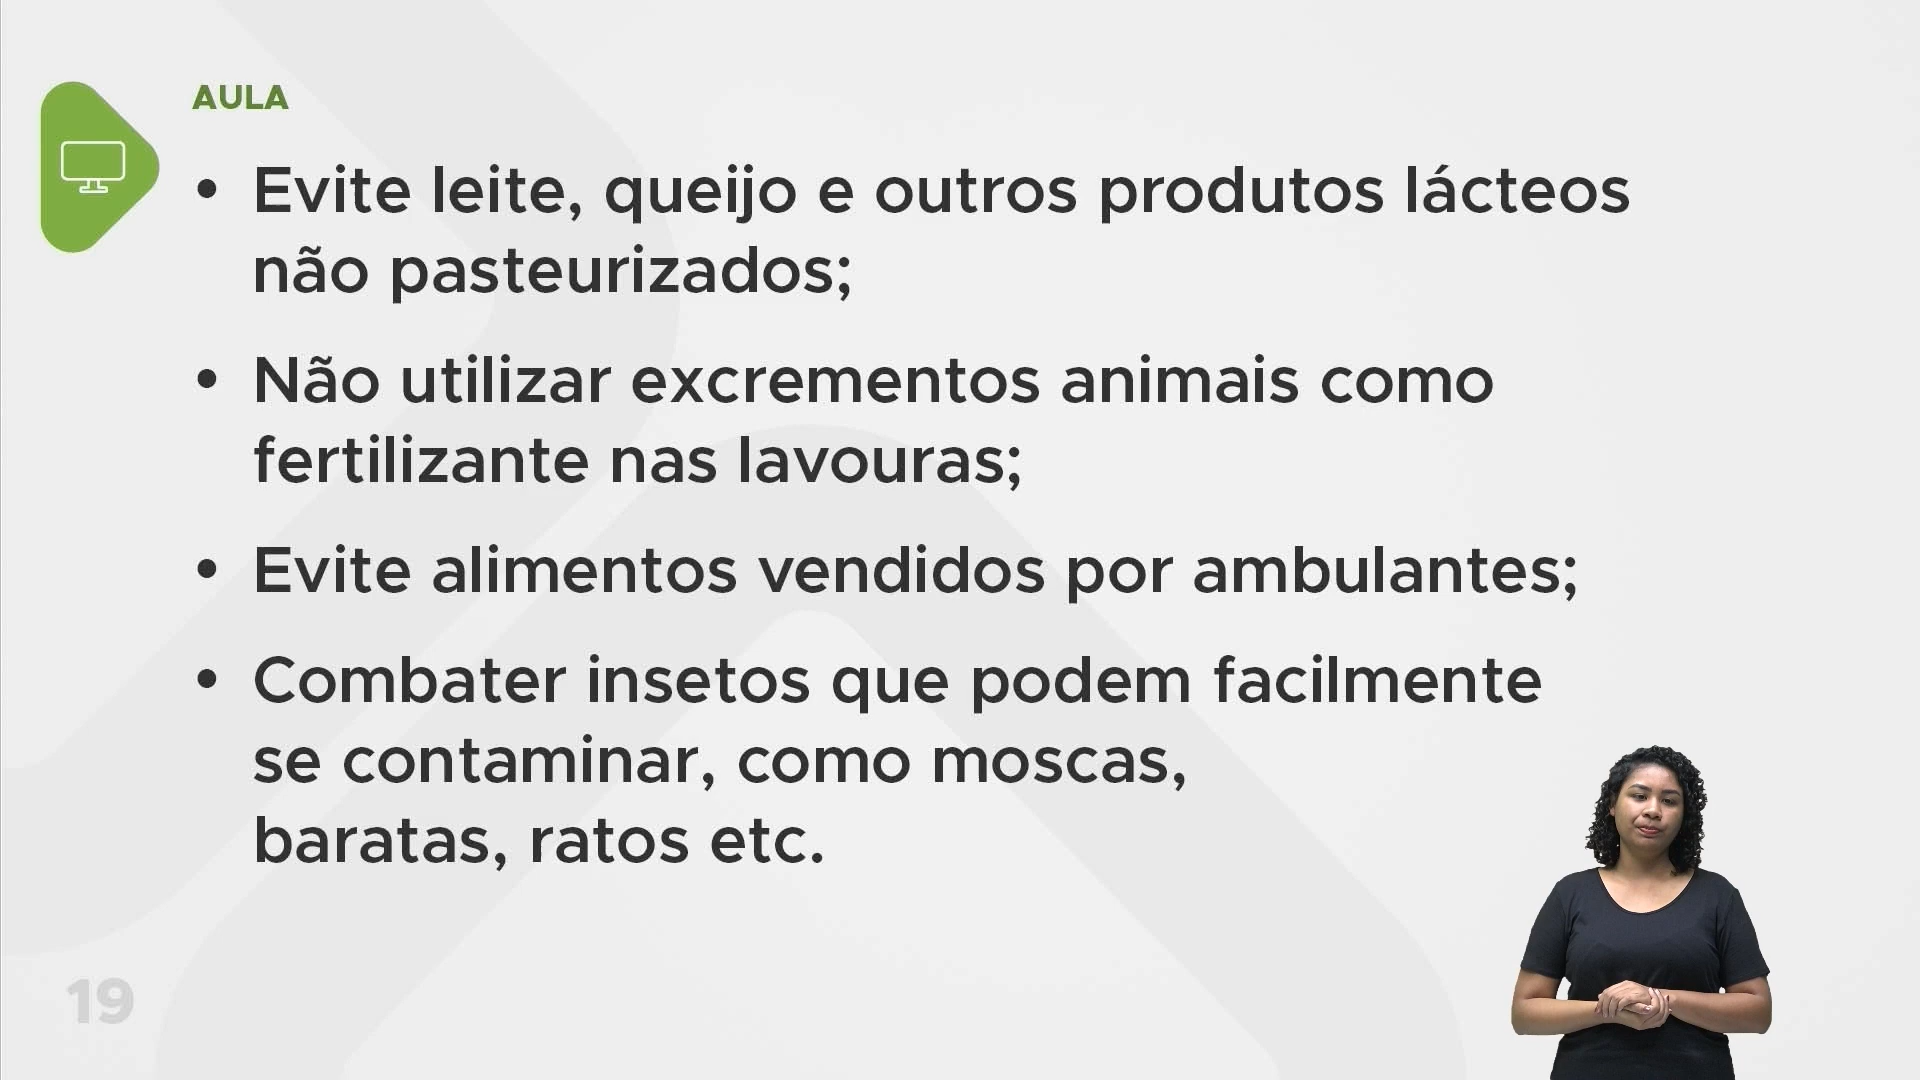 AULA
• Evite leite, queijo e outros produtos lácteos
não pasteurizados;
• Não utilizar excrementos animais como
fertilizante nas lavouras;
• Evite alimentos vendidos por ambulantes;
• Combater insetos que podem facilmente
se contaminar, como moscas,
baratas, ratos etc.
19